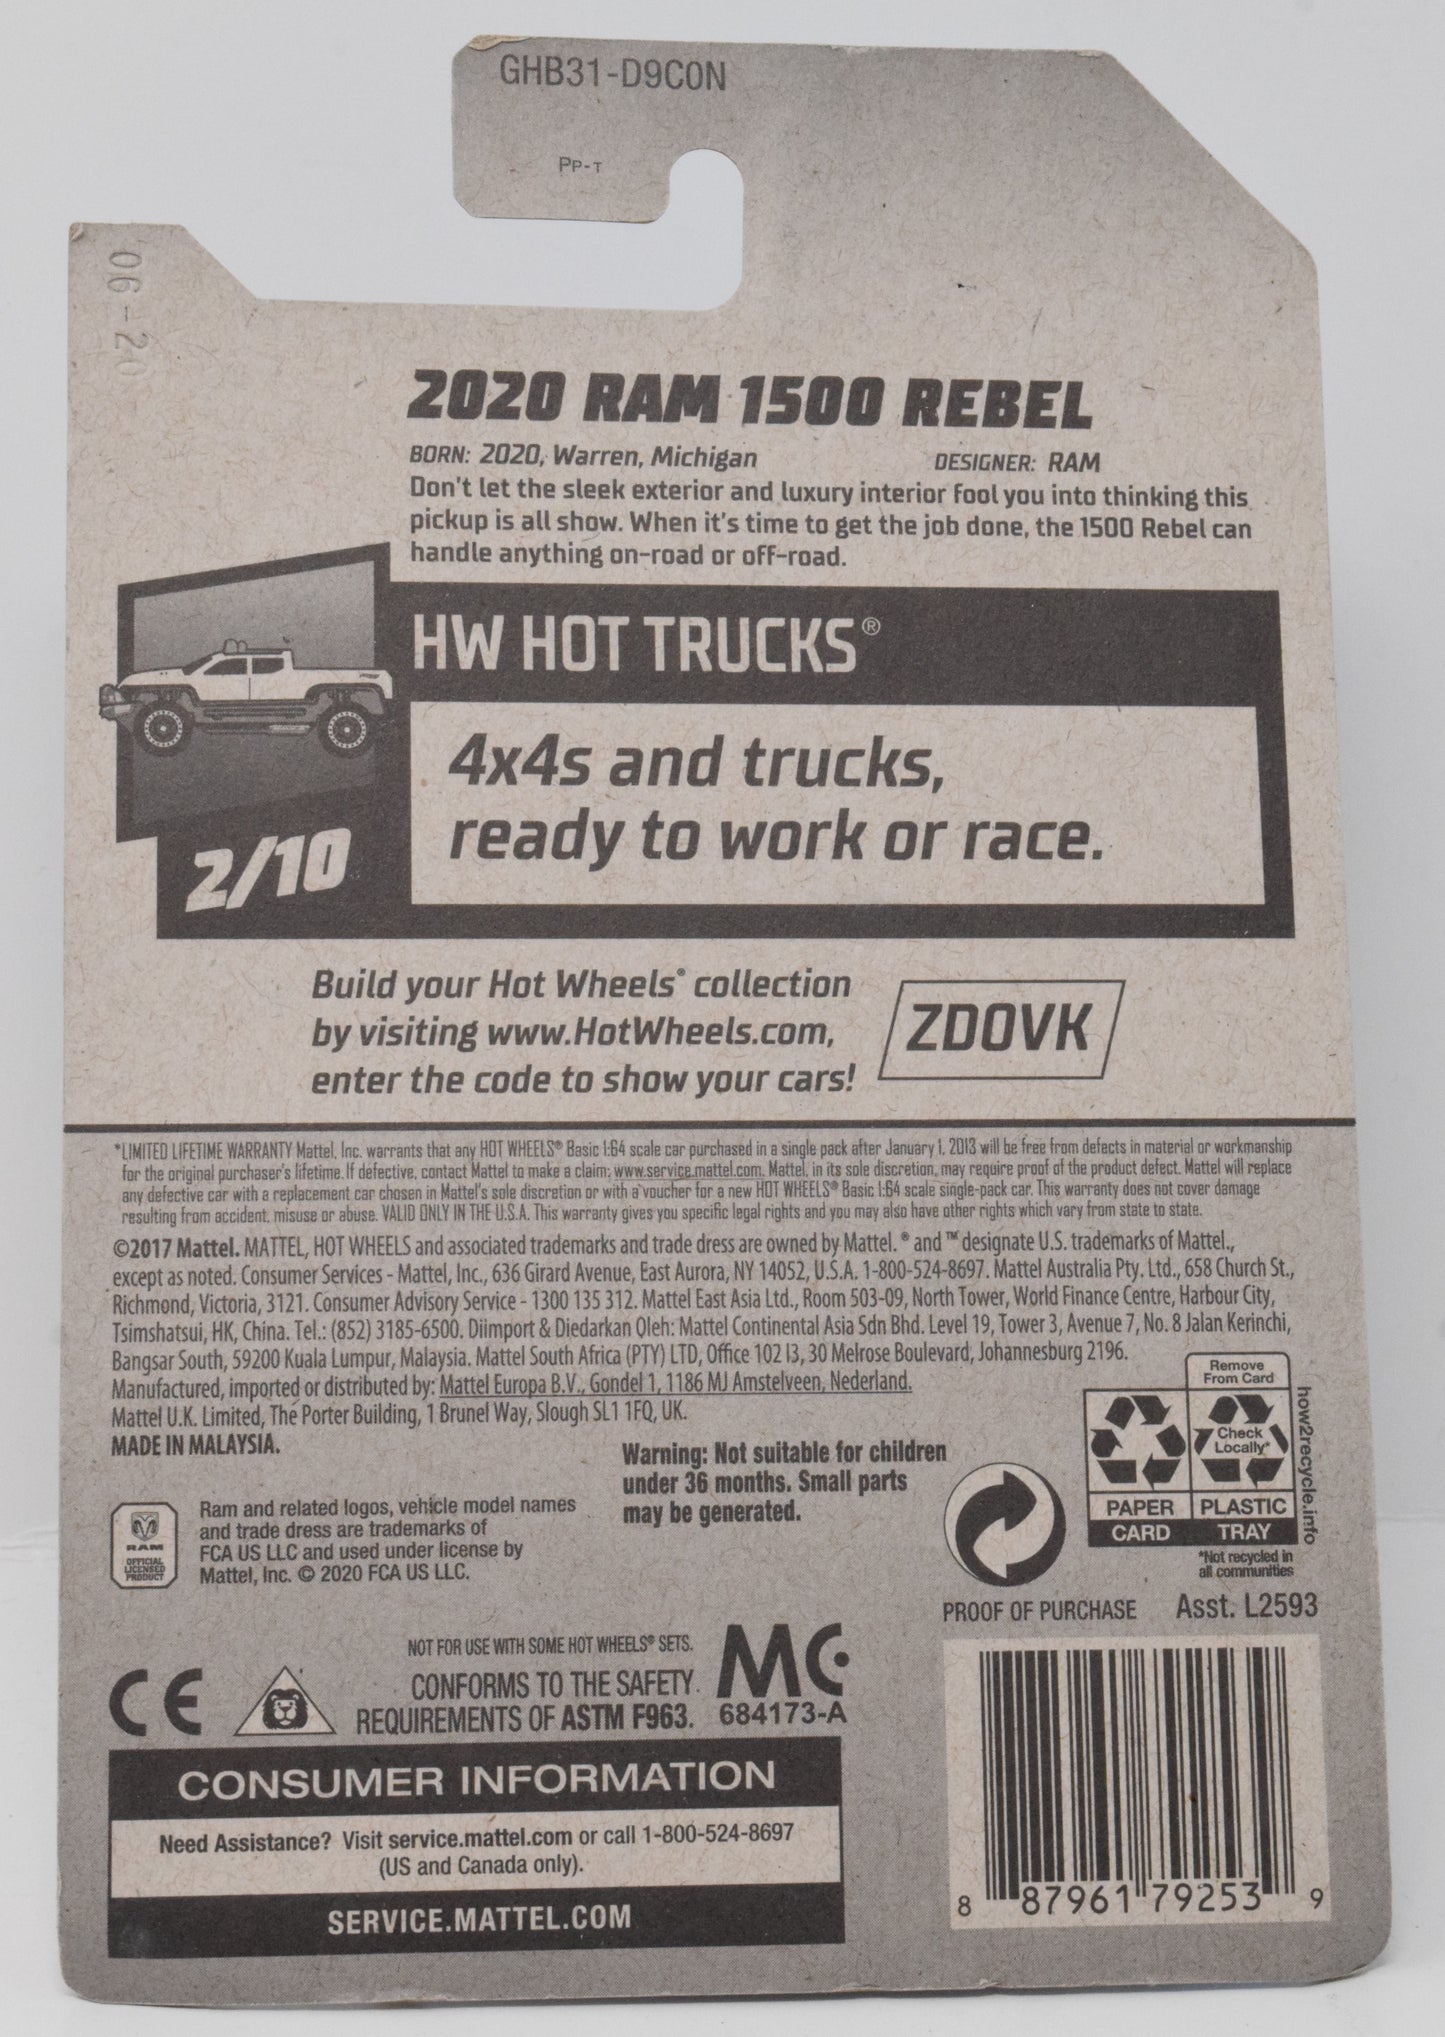 GHB31-D9C0N
PP-T
06-20
2020 RAM 1500 REBEL
BORN: 2020, Warren, Michigan DESIGNER: RAM
Don't let the sleek exterior and luxury interior fool you into thinking this
pickup is all show. When it's time to get the job done, the 1500 Rebel can
handle anything on-road or off-road.
HW HOT TRUCKS®
4x4s and trucks,
ready to work or race.
2/10
Build your Hot Wheels® collection
by visiting www.HotWheels.com,
enter the code to show your cars!
ZDOVK
*LIMITED LIFETIME WARRANTY Mattel, Inc. warrants that any HOT WHEELS® Basic 1:64 scale car purchased in a single pack after January 1, 2013 will be free from defects in material or workmanship
for the original purchaser's lifetime. If defective, contact Mattel to make a claim; www.service.mattel.com. Mattel, in its sole discretion, may require proof of the product defect. Mattel will replace
any defective car with a replacement car chosen in Mattel's sole discretion or with a voucher for a new HOT WHEELS® Basic 1:64 scale single-pack car. This warranty does not cover damage
resulting from accident, misuse or abuse. VALID ONLY IN THE U.S.A. This warranty gives you specific legal rights and you may also have other rights which vary from state to state.
©2017 Mattel. MATTEL, HOT WHEELS and associated trademarks and trade dress are owned by Mattel. ® and ™ designate U.S. trademarks of Mattel.,
except as noted. Consumer Services - Mattel, Inc., 636 Girard Avenue, East Aurora, NY 14052, U.S.A. 1-800-524-8697. Mattel Australia Pty. Ltd., 658 Church St.,
Richmond, Victoria, 3121. Consumer Advisory Service - 1300 135 312. Mattel East Asia Ltd., Room 503-09, North Tower, World Finance Centre, Harbour City,
Tsimshatsui, HK, China. Tel.: (852) 3185-6500. Diimport & Diedarkan Oleh: Mattel Continental Asia Sdn Bhd. Level 19, Tower 3, Avenue 7, No. 8 Jalan Kerinchi,
Bangsar South, 59200 Kuala Lumpur, Malaysia. Mattel South Africa (PTY) LTD, Office 102 I3, 30 Melrose Boulevard, Johannesburg 2196.
Manufactured, imported or distributed by: Mattel Europa B.V., Gondel 1, 1186 MJ Amstelveen, Nederland.
Mattel U.K. Limited, The Porter Building, 1 Brunel Way, Slough SL1 1FQ, UK.
MADE IN MALAYSIA.
Warning: Not suitable for children
under 36 months. Small parts
may be generated.
Remove
From Card
Check
Locally*
PAPER PLASTIC
CARD TRAY
how2recycle.info
*Not recycled in
all communities
RAM
OFFICIAL
LICENSED
PRODUCT
Ram and related logos, vehicle model names
and trade dress are trademarks of
FCA US LLC and used under license by
Mattel, Inc. © 2020 FCA US LLC.
PROOF OF PURCHASE Asst. L2593
NOT FOR USE WITH SOME HOT WHEELS® SETS.
CONFORMS TO THE SAFETY
REQUIREMENTS OF ASTM F963.
CE
MC
684173-A
CONSUMER INFORMATION
Need Assistance? Visit service.mattel.com or call 1-800-524-8697
(US and Canada only).
SERVICE.MATTEL.COM
8 87961 79253 9